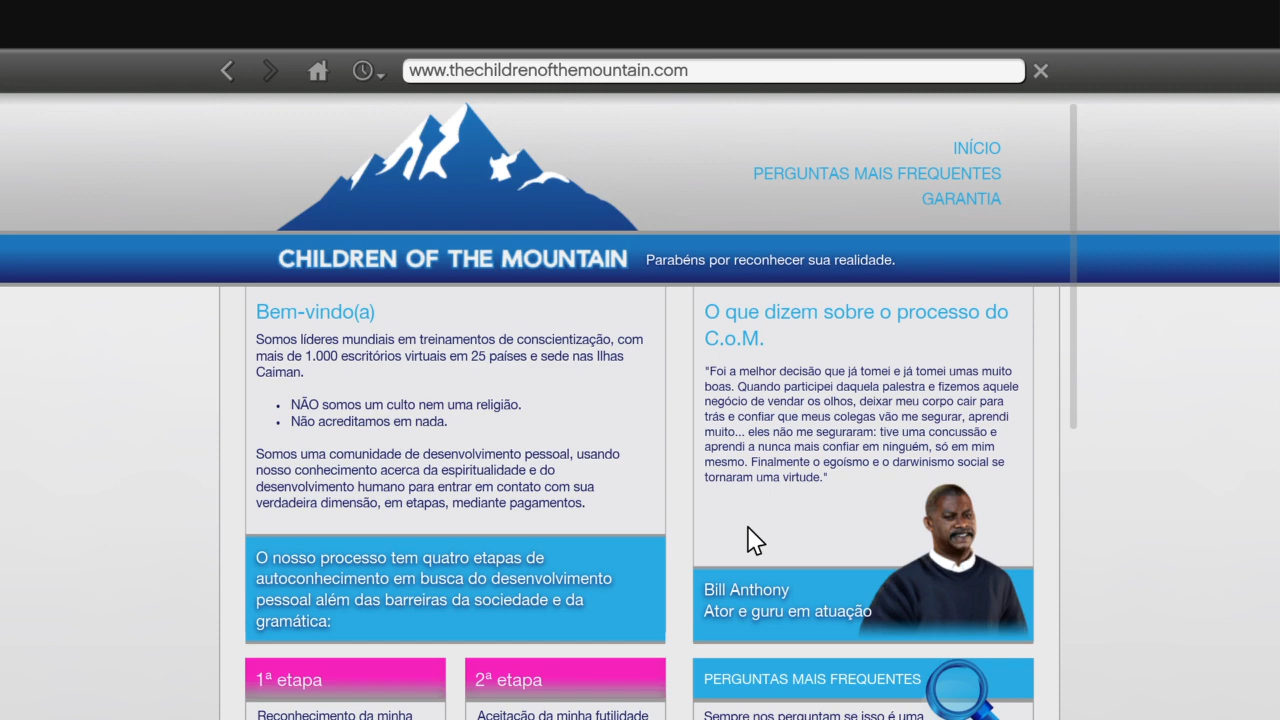 www.thechildrenofthemountain.com
INÍCIO
PERGUNTAS MAIS FREQUENTES
GARANTIA
CHILDREN OF THE MOUNTAIN
Parabéns por reconhecer sua realidade.
Bem-vindo(a)
Somos líderes mundiais em treinamentos de conscientização, com
mais de 1.000 escritórios virtuais em 25 países e sede nas Ilhas
Caiman.
• NÃO somos um culto nem uma religião.
• Não acreditamos em nada.
Somos uma comunidade de desenvolvimento pessoal, usando
nosso conhecimento acerca da espiritualidade e do
desenvolvimento humano para entrar em contato com sua
verdadeira dimensão, em etapas, mediante pagamentos.
O nosso processo tem quatro etapas de
autoconhecimento em busca do desenvolvimento
pessoal além das barreiras da sociedade e da
gramática:
1ª etapa
Reconhecimento da minha
2ª etapa
Aceitação da minha futilidade
O que dizem sobre o processo do
C.o.M.
"Foi a melhor decisão que já tomei e já tomei umas muito
boas. Quando participei daquela palestra e fizemos aquele
negócio de vendar os olhos, deixar meu corpo cair para
trás e confiar que meus colegas vão me segurar, aprendi
muito... eles não me seguraram: tive uma concussão e
aprendi a nunca mais confiar em ninguém, só em mim
mesmo. Finalmente o egoísmo e o darwinismo social se
tornaram uma virtude."
Bill Anthony
Ator e guru em atuação
PERGUNTAS MAIS FREQUENTES
Sempre nos perguntam se isso é uma